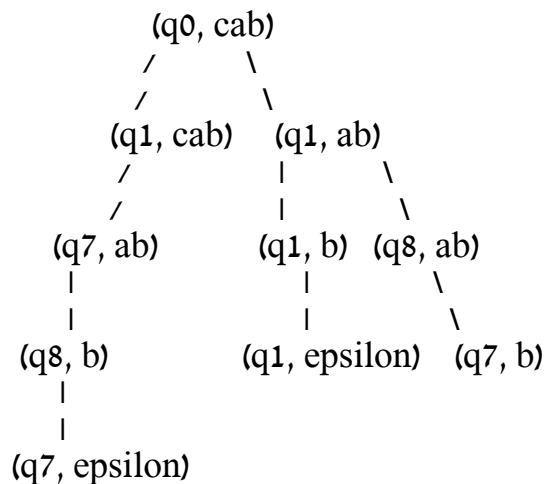 (q0, cab)
/ \
/ \
(q1, cab) (q1, ab)
/ | \
/ | \
(q7, ab) (q1, b) (q8, ab)
| | \
| | \
(q8, b) (q1, epsilon) (q7, b)
|
|
(q7, epsilon)